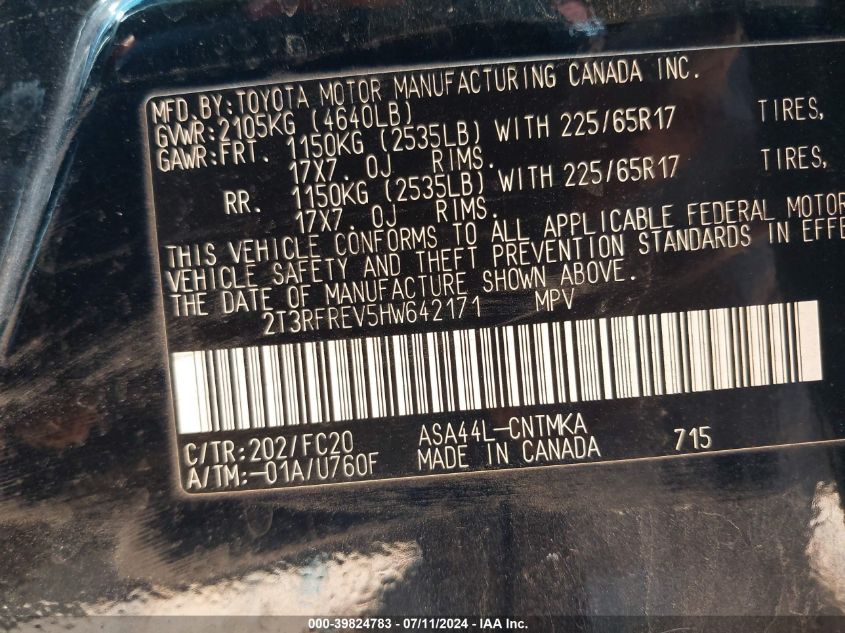 MFD.BY:TOYOTA MOTOR MANUFACTURING CANADA INC.
GVWR:2105KG (4640LB)
GAWR:FRT. 1150KG (2535LB) WITH 225/65R17 TIRES,
17X7.0J RIMS.
RR. 1150KG (2535LB) WITH 225/65R17 TIRES,
17X7.0J RIMS.
THIS VEHICLE CONFORMS TO ALL APPLICABLE FEDERAL MOTOR
VEHICLE SAFETY AND THEFT PREVENTION STANDARDS IN EFFE
THE DATE OF MANUFACTURE SHOWN ABOVE.
2T3RFREV5HW642171 MPV
C/TR:202/FC20 ASA44L-CNTMKA 715
A/TM:-01A/U760F MADE IN CANADA
000-39824783 / 07/11/2024 - IAA Inc.